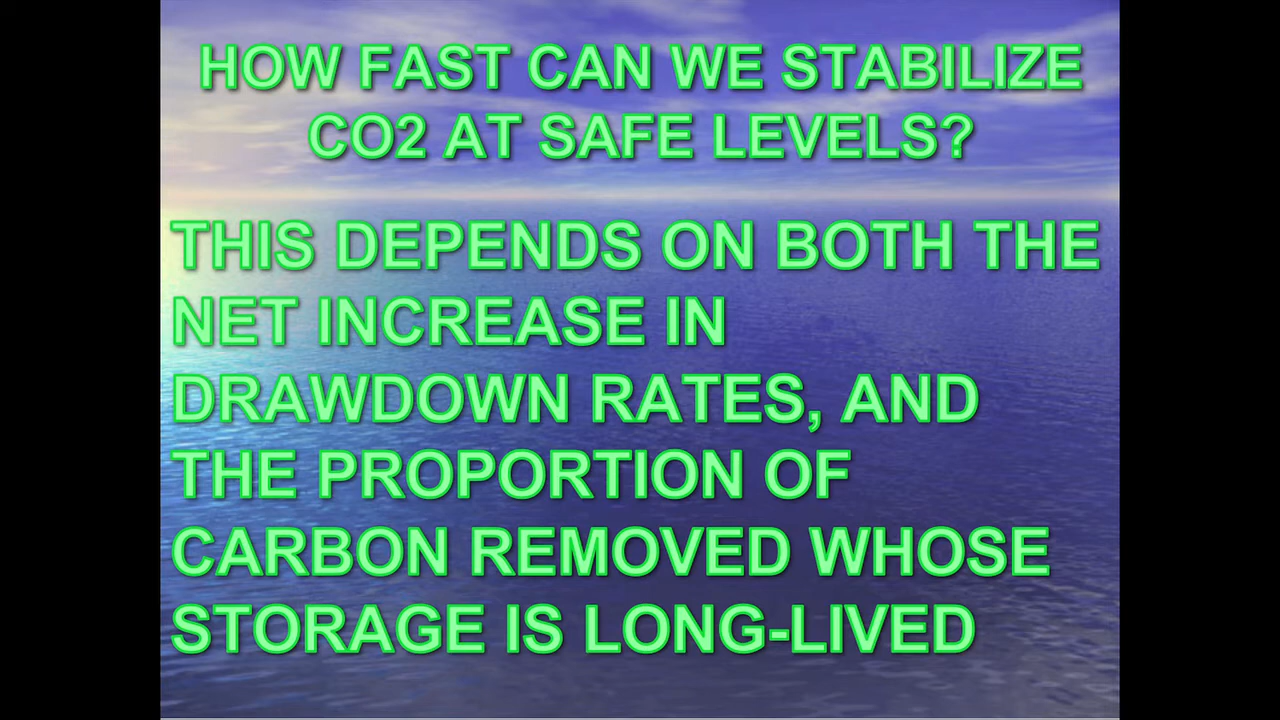 HOW FAST CAN WE STABILIZE
CO2 AT SAFE LEVELS?
THIS DEPENDS ON BOTH THE
NET INCREASE IN
DRAWDOWN RATES, AND
THE PROPORTION OF
CARBON REMOVED WHOSE
STORAGE IS LONG-LIVED